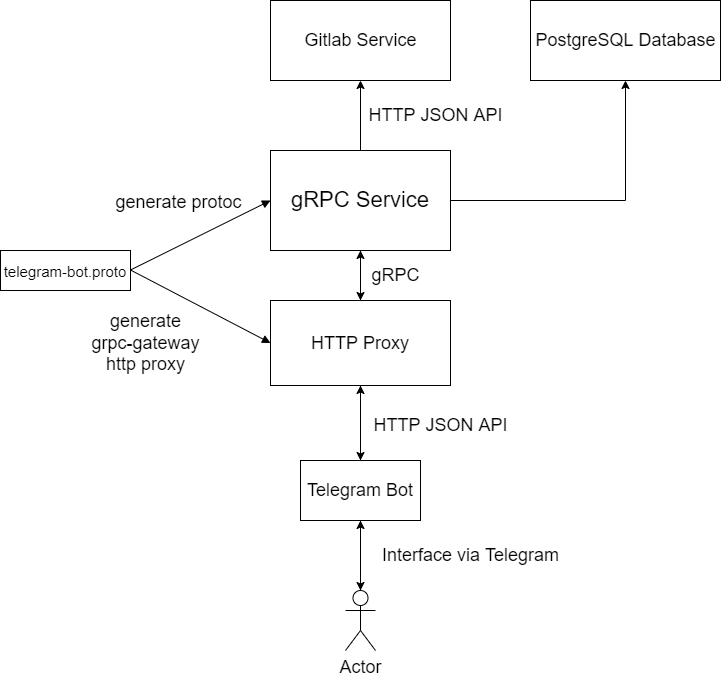 Gitlab Service
PostgreSQL Database
HTTP JSON API
generate protoc
gRPC Service
telegram-bot.proto
gRPC
generate
grpc-gateway
http proxy
HTTP Proxy
HTTP JSON API
Telegram Bot
Interface via Telegram
Actor